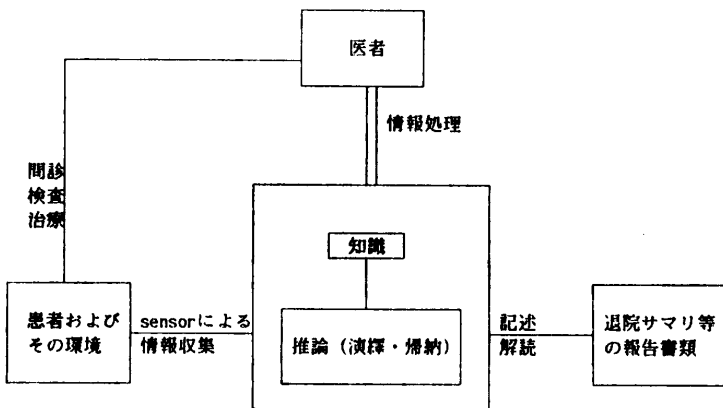 医者
情報処理
問診
検査
治療
知識
患者および
その環境
sensorによる
情報収集
推論（演繹・帰納）
記述
解読
退院サマリ等
の報告書類